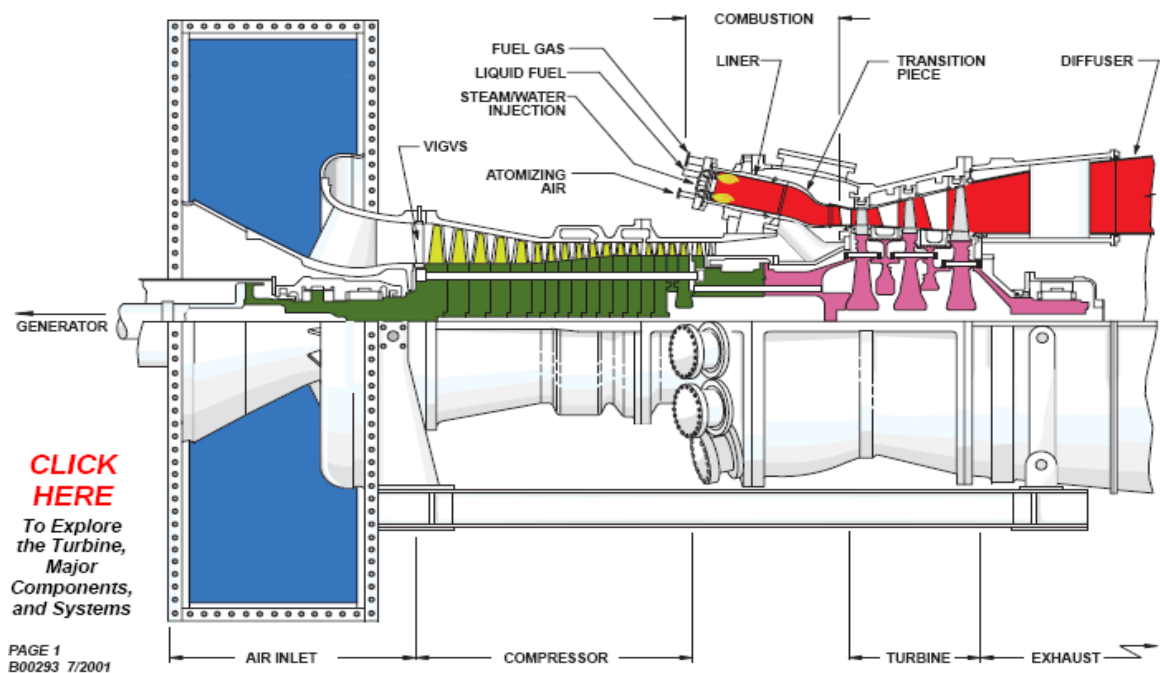 COMBUSTION
FUEL GAS
LINER
TRANSITION
PIECE
DIFFUSER
LIQUID FUEL
STEAM/WATER
INJECTION
VIGVS
ATOMIZING
AIR
GENERATOR
CLICK
HERE
To Explore
the Turbine,
Major
Components,
and Systems
PAGE 1
B00293 7/2001
AIR INLET
COMPRESSOR
TURBINE
EXHAUST